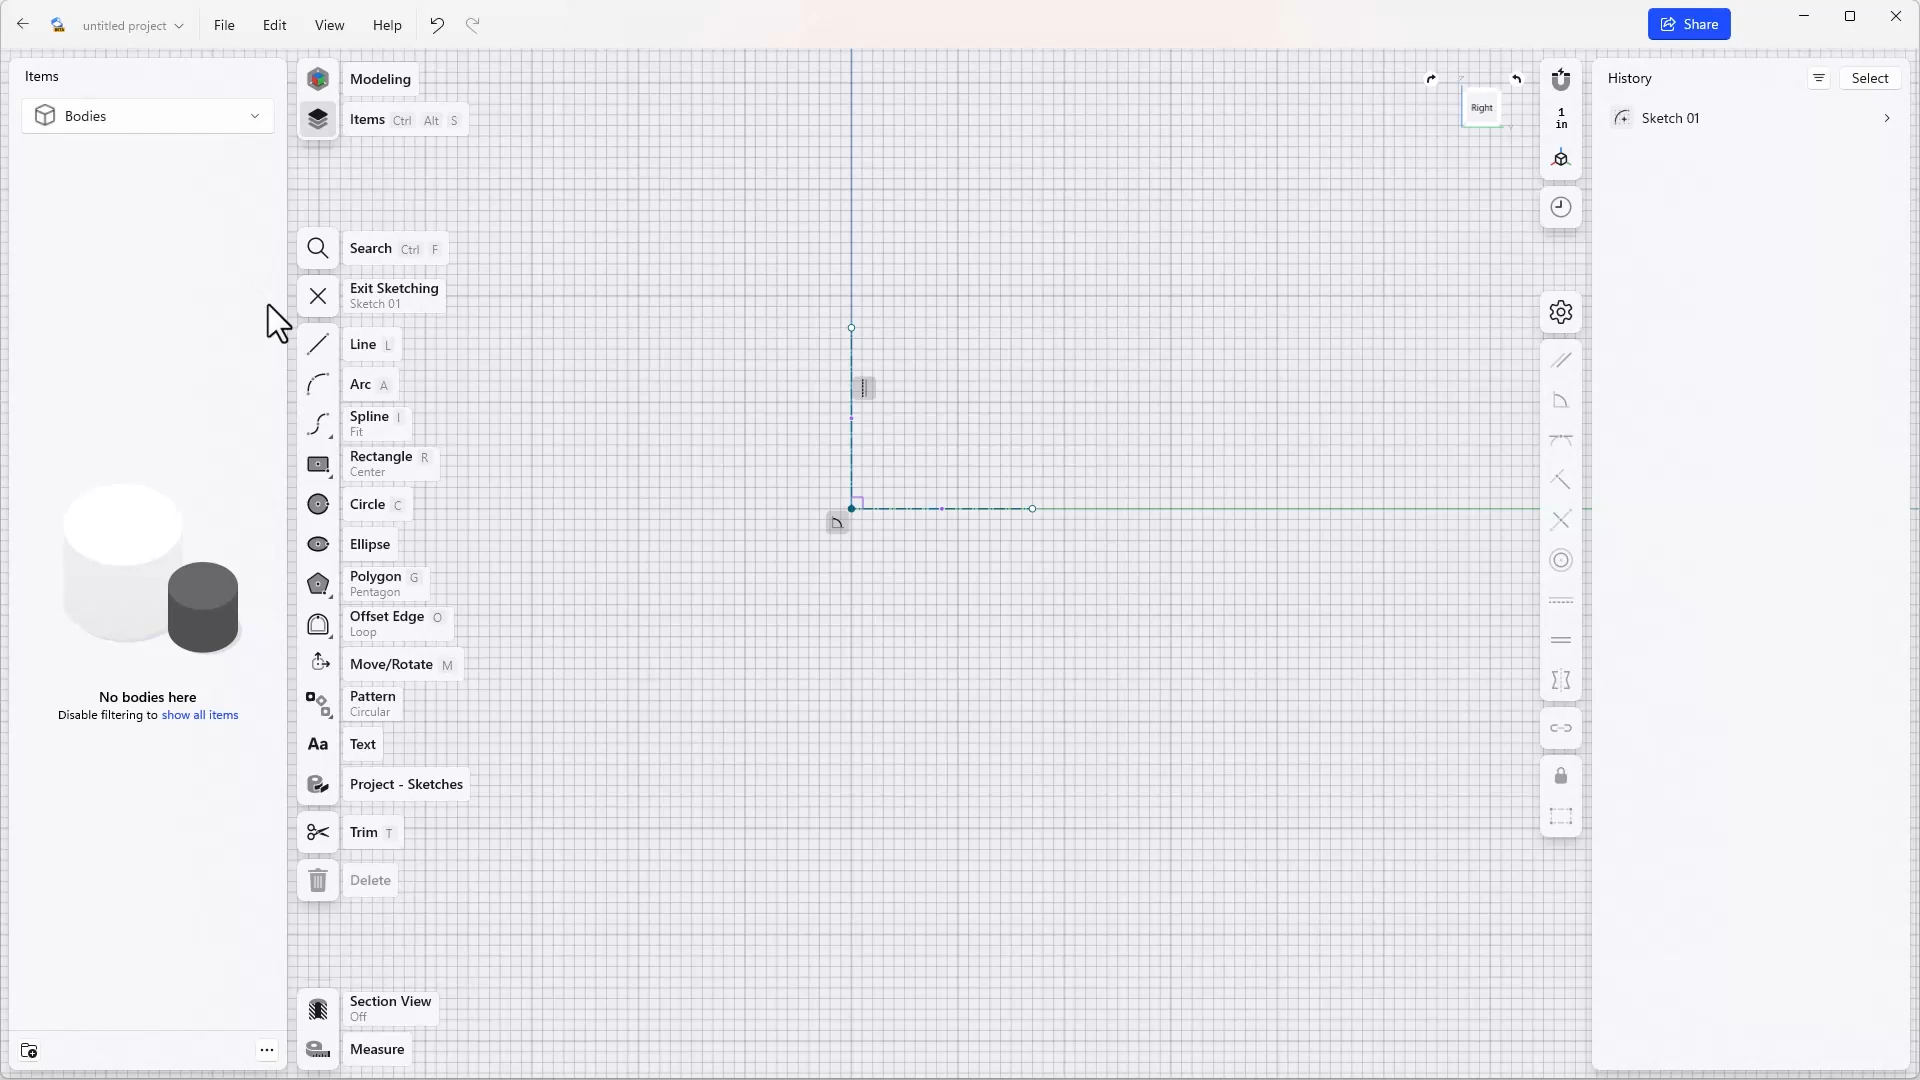 untitled project
File
Edit
View
Help
Share
Items
Bodies
No bodies here
Disable filtering to show all items
Modeling
Items Ctrl Alt S
Search Ctrl F
Exit Sketching
Sketch 01
Line L
Arc A
Spline I
Fit
Rectangle R
Center
Circle C
Ellipse
Polygon G
Pentagon
Offset Edge O
Loop
Move/Rotate M
Pattern
Circular
Aa Text
Project - Sketches
Trim T
Delete
Section View
Off
Measure
Right
1
in
History
Select
Sketch 01